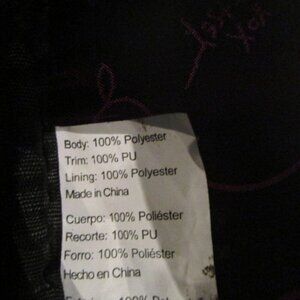 Body: 100% Polyester
Trim: 100% PU
Lining: 100% Polyester
Made in China
Cuerpo: 100% Poliéster
Recorte: 100% PU
Forro: 100% Poliéster
Hecho en China